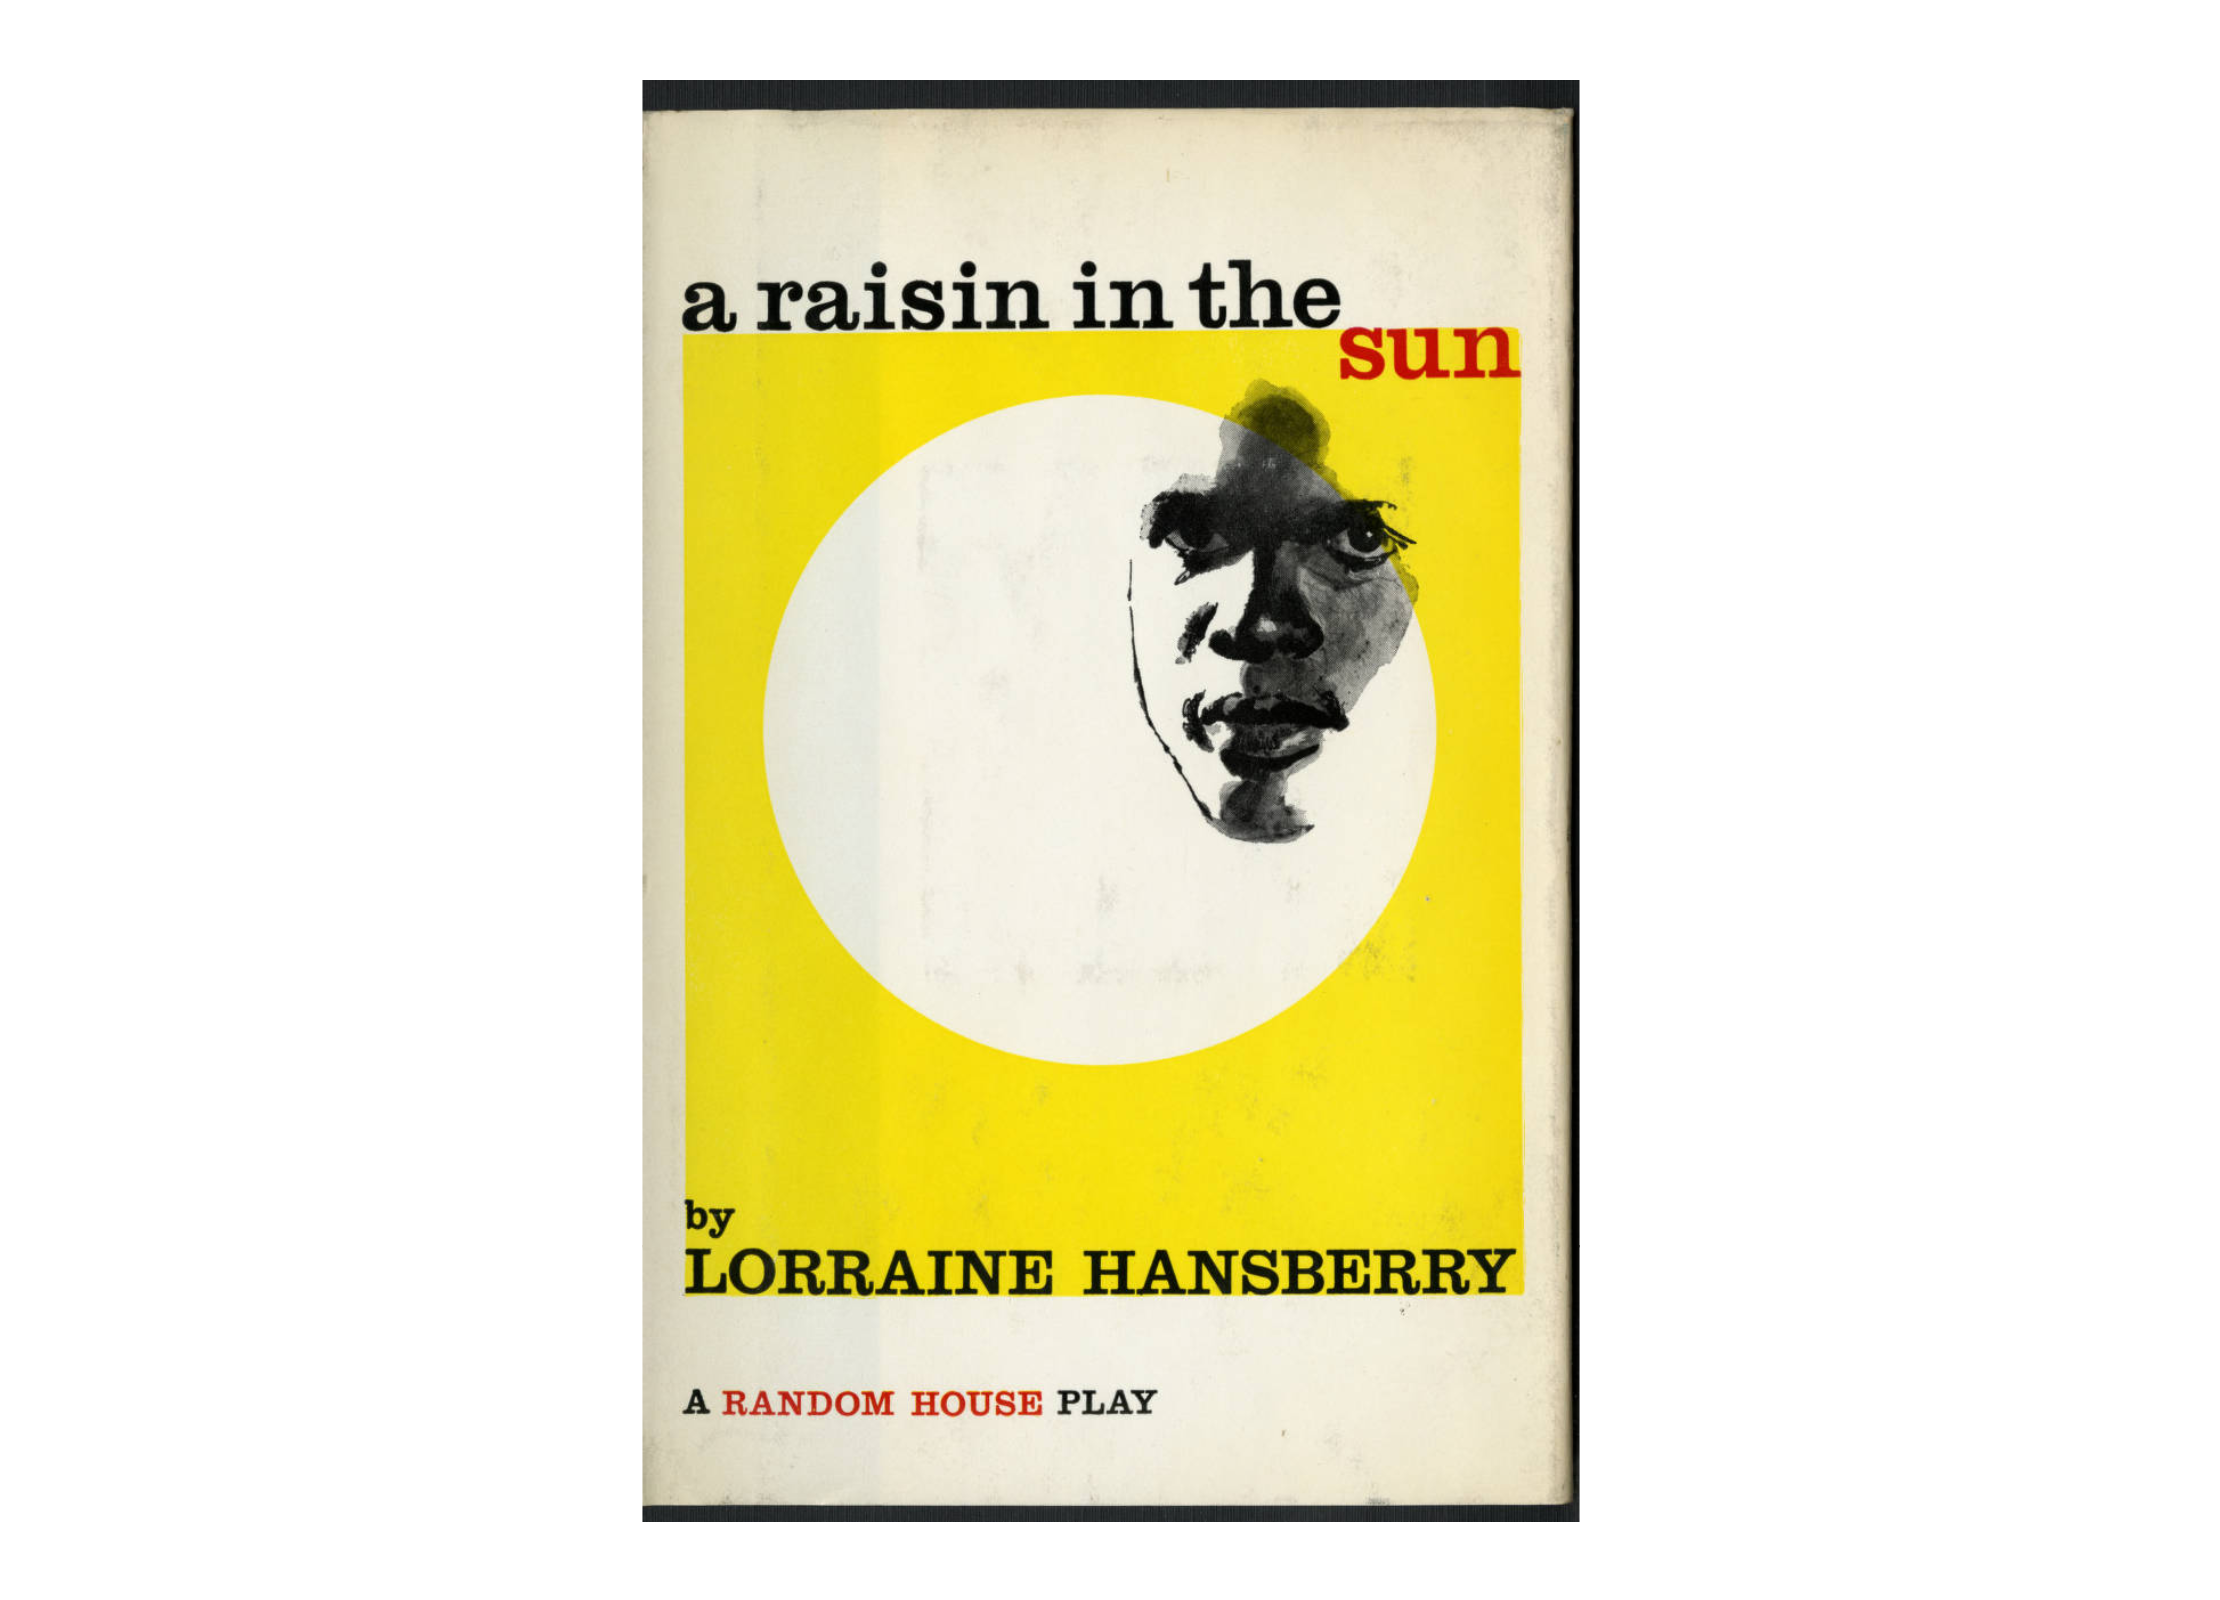 a raisin in the
sun
by
LORRAINE HANSBERRY
A RANDOM HOUSE PLAY